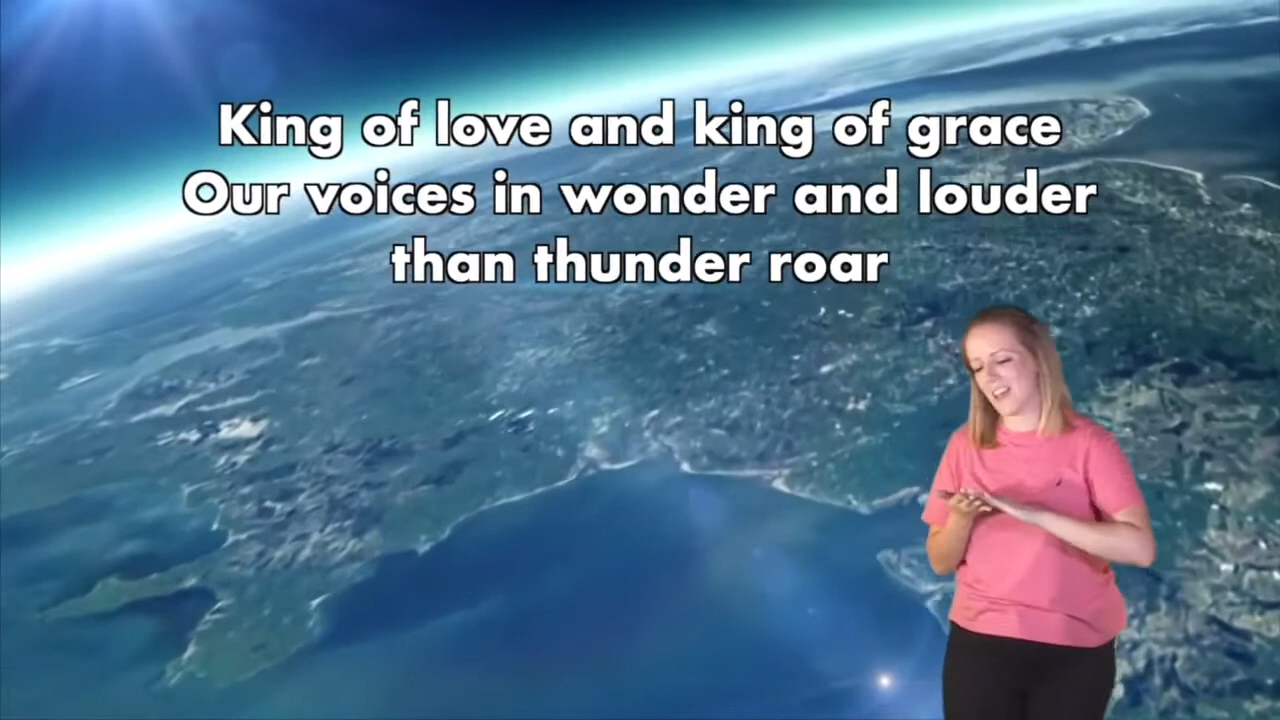 King of love and king of grace
Our voices in wonder and louder
than thunder roar